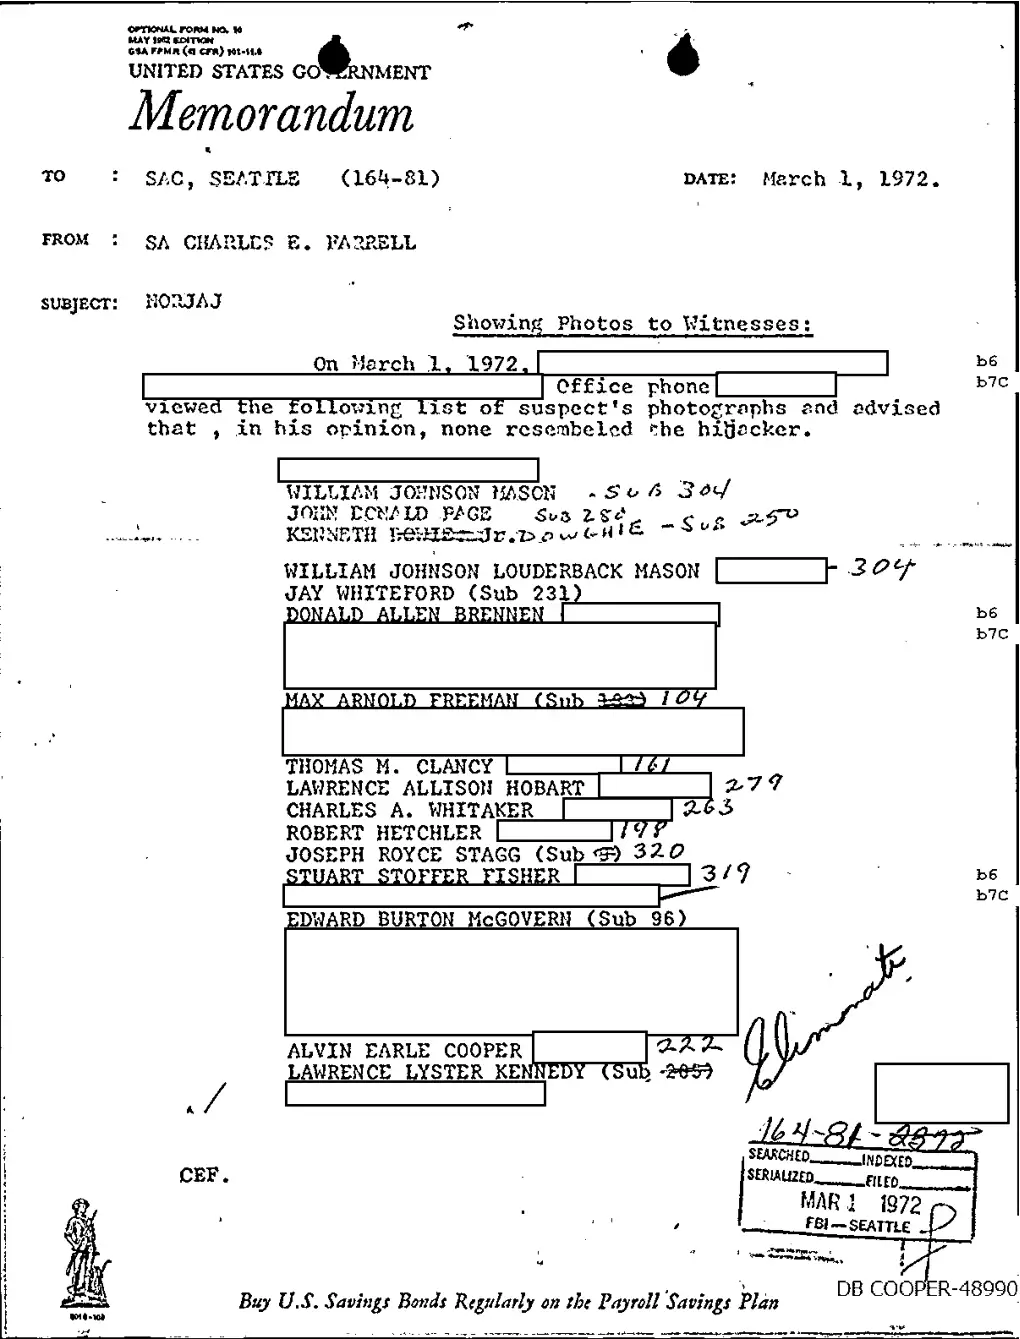 OPTIONAL FORM NO. 10
MAY 1962 EDITION
GSA FPMR (41 CFR) 101-11.6
UNITED STATES GOVERNMENT
Memorandum
TO : SAC, SEATTLE (164-81) DATE: March 1, 1972.
FROM : SA CHARLES E. FARRELL
SUBJECT: NORJAJ
Showing Photos to Witnesses:
On March 1, 1972, b6
Office phone b7C
viewed the following list of suspect's photographs and advised
that , in his opinion, none resembeled the hijacker.
WILLIAM JOHNSON MASON - SUB 304
JOHN DONALD PAGE Sub
KENNETH Jr. DOWGHIE - SUB 250
WILLIAM JOHNSON LOUDERBACK MASON - 304
JAY WHITEFORD (Sub 231)
DONALD ALLEN BRENNEN b6
b7C
MAX ARNOLD FREEMAN (Sub 104
THOMAS M. CLANCY 161
LAWRENCE ALLISON HOBART 279
CHARLES A. WHITAKER 263
ROBERT HETCHLER 198
JOSEPH ROYCE STAGG (Sub ) 320
STUART STOFFER FISHER 319 b6
b7C
EDWARD BURTON McGOVERN (Sub 96)
Eliminate.
ALVIN EARLE COOPER 222
LAWRENCE LYSTER KENNEDY (Sub 205)
164-81-
SEARCHED INDEXED
SERIALIZED FILED
CEF.
MAR 1 1972
FBI-SEATTLE
DB COOPER-48990
Buy U.S. Savings Bonds Regularly on the Payroll Savings Plan